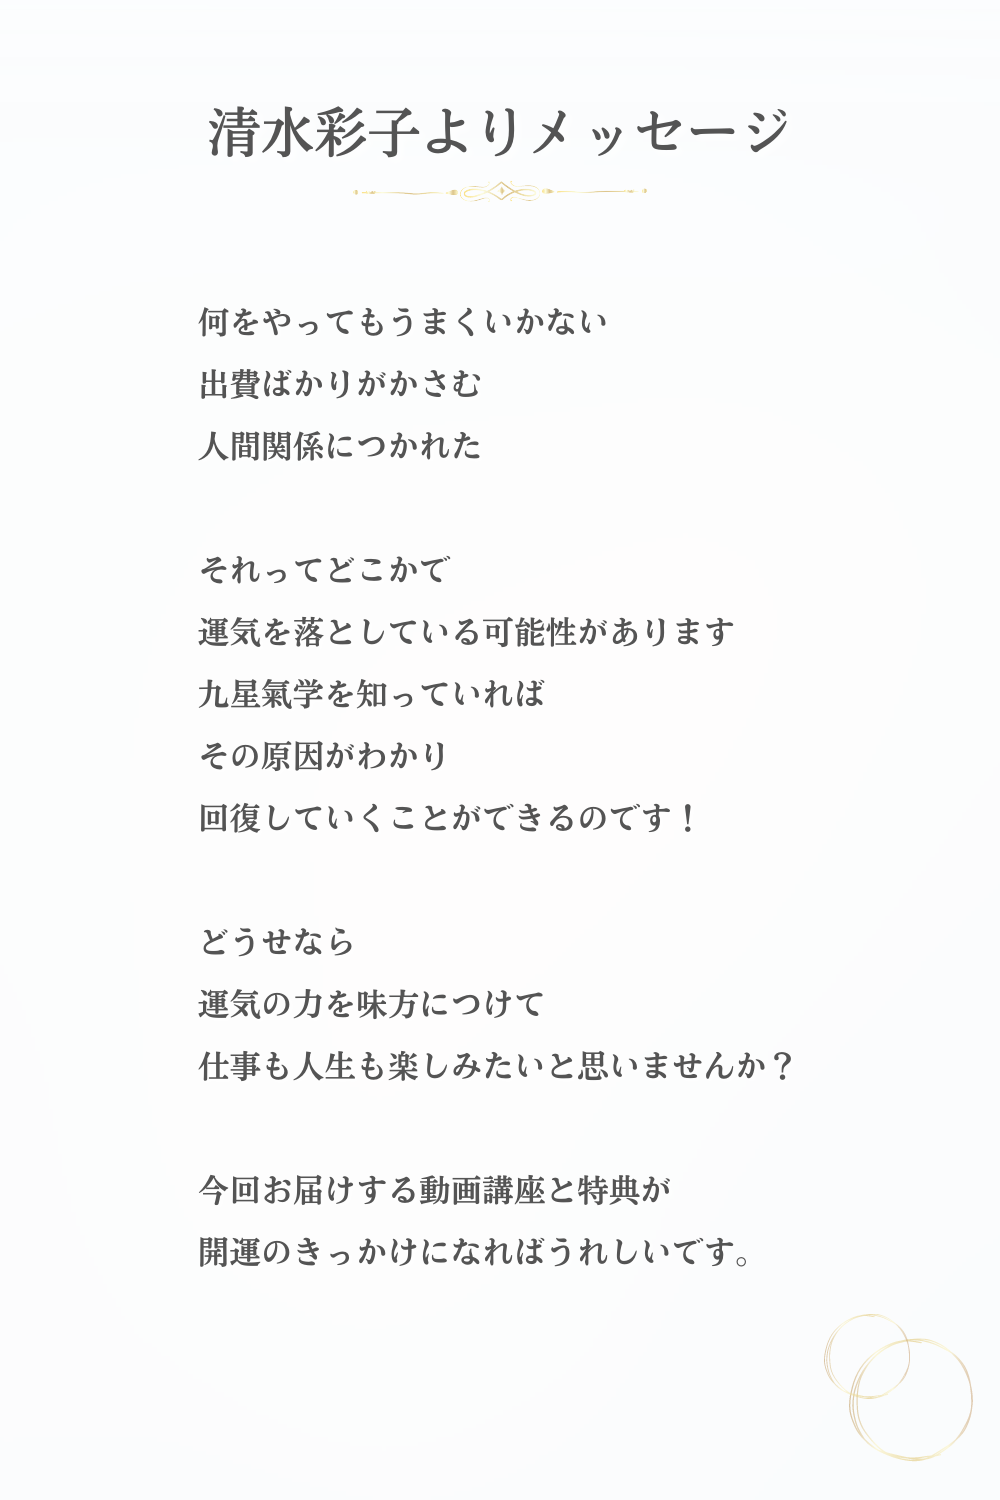 清水彩子よりメッセージ
何をやってもうまくいかない
出費ばかりがかさむ
人間関係につかれた
それってどこかで
運気を落としている可能性があります
九星氣学を知っていれば
その原因がわかり
回復していくことができるのです！
どうせなら
運気の力を味方につけて
仕事も人生も楽しみたいと思いませんか？
今回お届けする動画講座と特典が
開運のきっかけになればうれしいです。